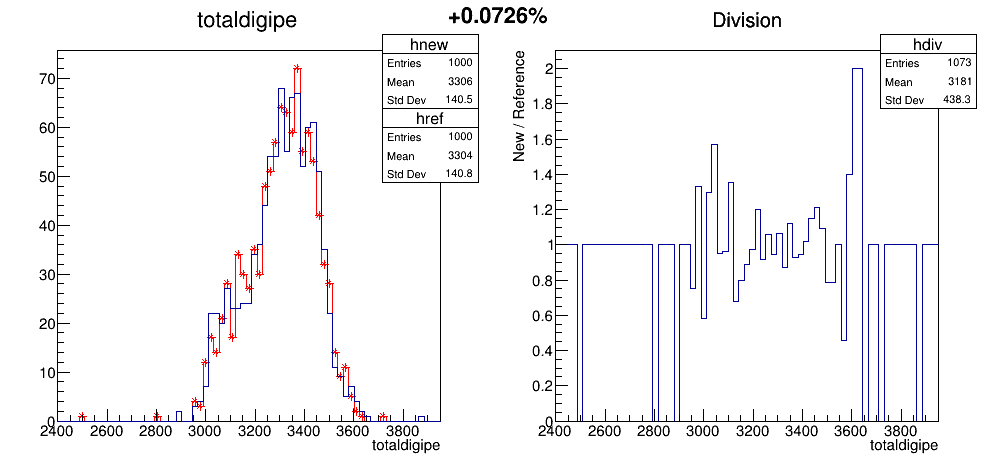 +0.0726%
totaldigipe
hnew
Entries 1000
Mean 3306
Std Dev 140.5
href
Entries 1000
Mean 3304
Std Dev 140.8
70
60
50
40
30
20
10
0
2400 2600 2800 3000 3200 3400 3600 3800
totaldigipe
Division
hdiv
Entries 1073
Mean 3181
Std Dev 438.3
New / Reference
2
1.8
1.6
1.4
1.2
1
0.8
0.6
0.4
0.2
0
2400 2600 2800 3000 3200 3400 3600 3800
totaldigipe